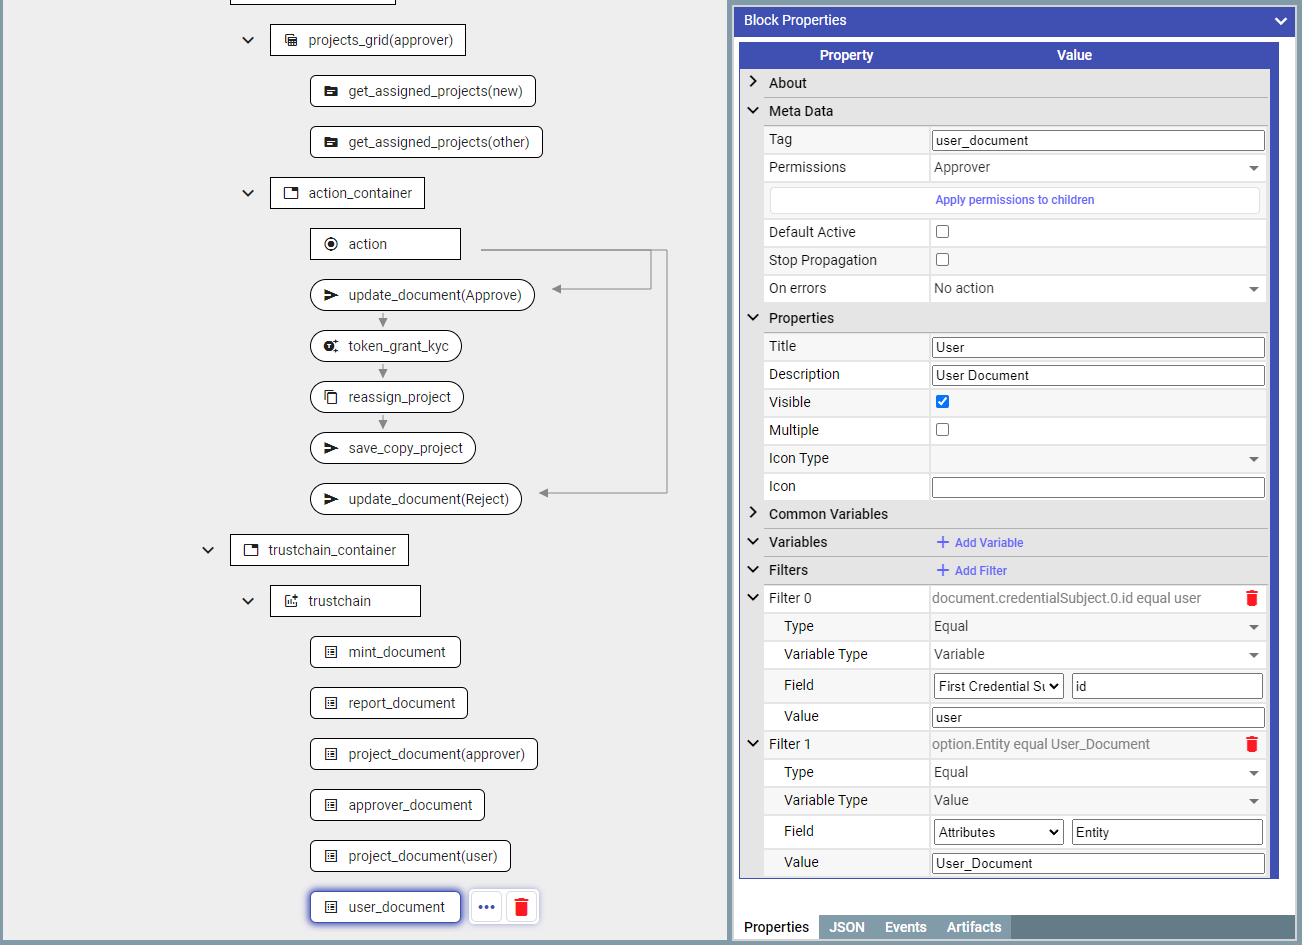 projects_grid(approver)
get_assigned_projects(new)
get_assigned_projects(other)
action_container
action
update_document(Approve)
token_grant_kyc
reassign_project
save_copy_project
update_document(Reject)
trustchain_container
trustchain
mint_document
report_document
project_document(approver)
approver_document
project_document(user)
user_document
Block Properties
Property Value
About
Meta Data
Tag user_document
Permissions Approver
Apply permissions to children
Default Active
Stop Propagation
On errors No action
Properties
Title User
Description User Document
Visible
Multiple
Icon Type
Icon
Common Variables
Variables Add Variable
Filters Add Filter
Filter 0 document.credentialSubject.0.id equal user
Type Equal
Variable Type Variable
Field First Credential Su id
Value user
Filter 1 option.Entity equal User_Document
Type Equal
Variable Type Value
Field Attributes Entity
Value User_Document
Properties JSON Events Artifacts